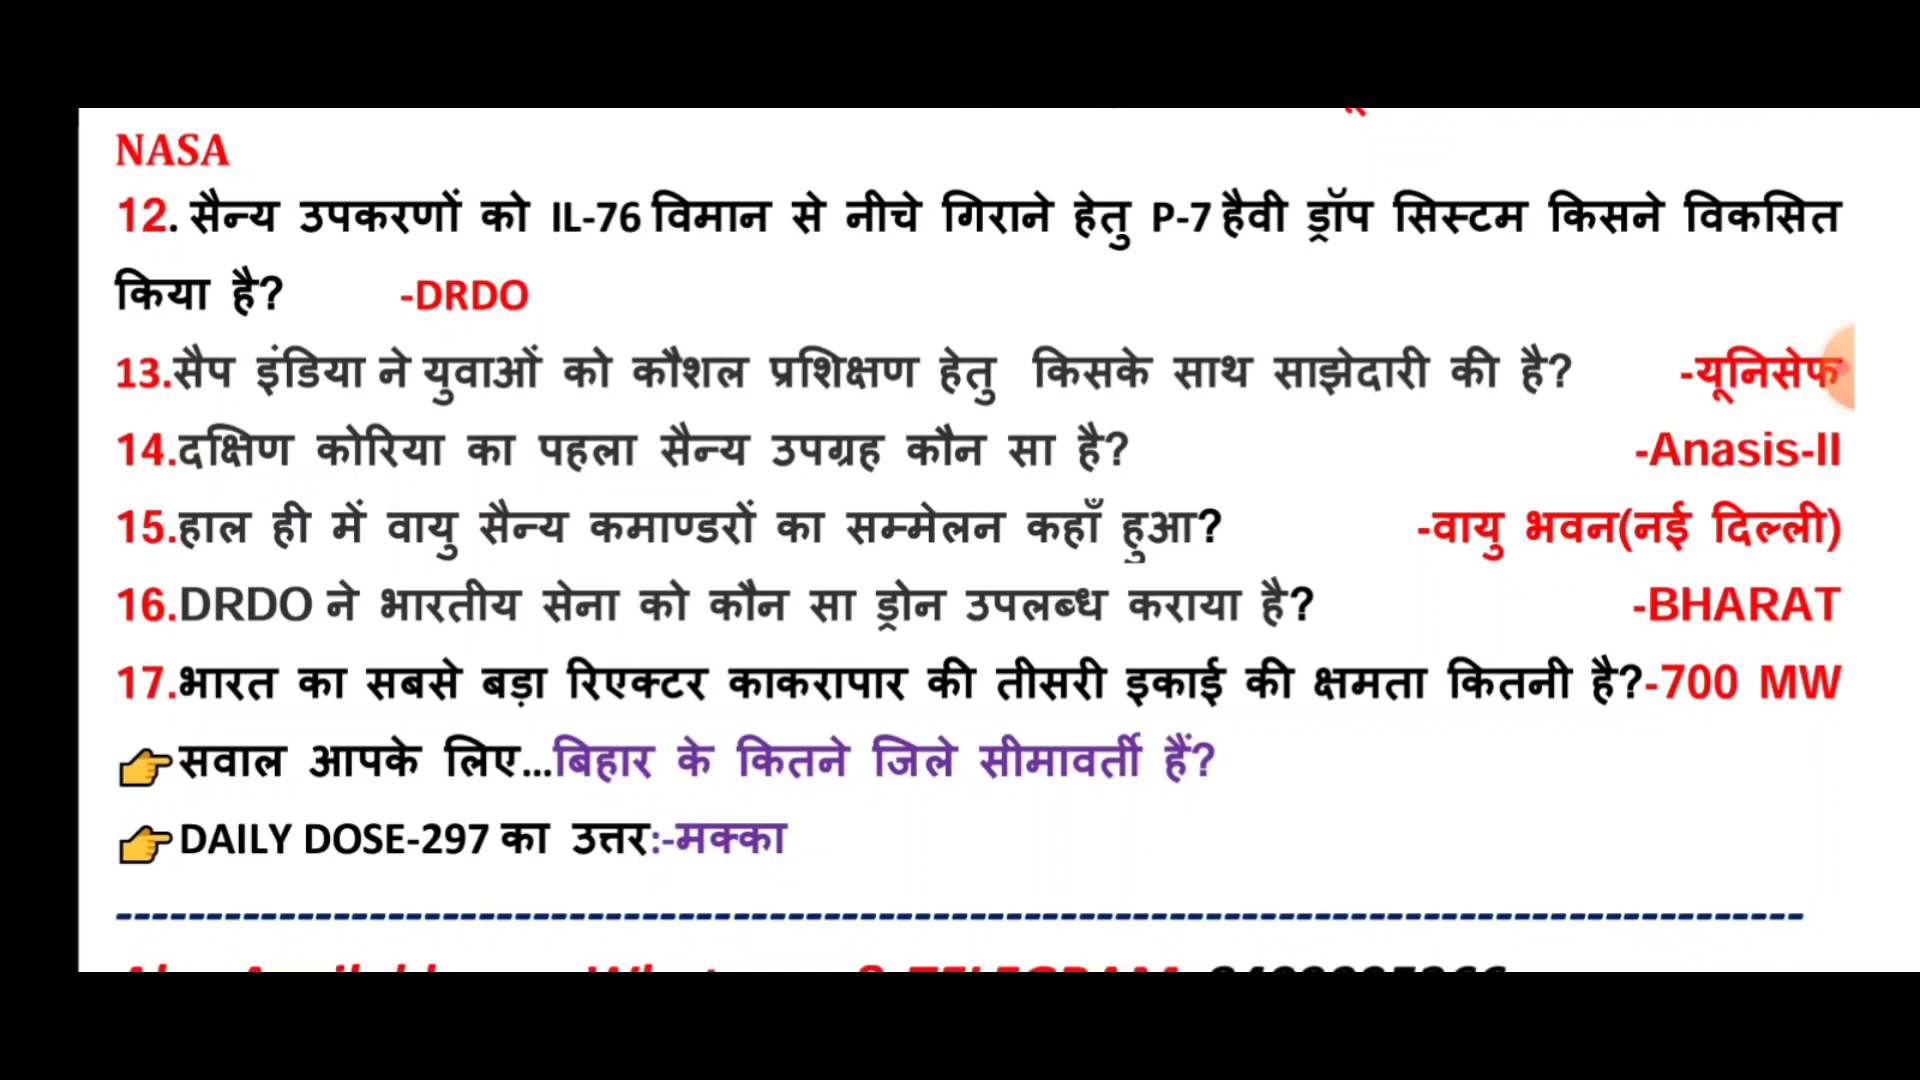 NASA
12. सैन्य उपकरणों को IL-76 विमान से नीचे गिराने हेतु P-7 हैवी ड्रॉप सिस्टम किसने विकसित
किया है? -DRDO
13.सैप इंडिया ने युवाओं को कौशल प्रशिक्षण हेतु किसके साथ साझेदारी की है? -यूनिसेफ
14.दक्षिण कोरिया का पहला सैन्य उपग्रह कौन सा है? -Anasis-II
15.हाल ही में वायु सैन्य कमाण्डरों का सम्मेलन कहाँ हुआ? -वायु भवन(नई दिल्ली)
16.DRDO ने भारतीय सेना को कौन सा ड्रोन उपलब्ध कराया है? -BHARAT
17.भारत का सबसे बड़ा रिएक्टर काकरापार की तीसरी इकाई की क्षमता कितनी है?-700 MW
👉सवाल आपके लिए...बिहार के कितने जिले सीमावर्ती हैं?
👉DAILY DOSE-297 का उत्तर:-मक्का